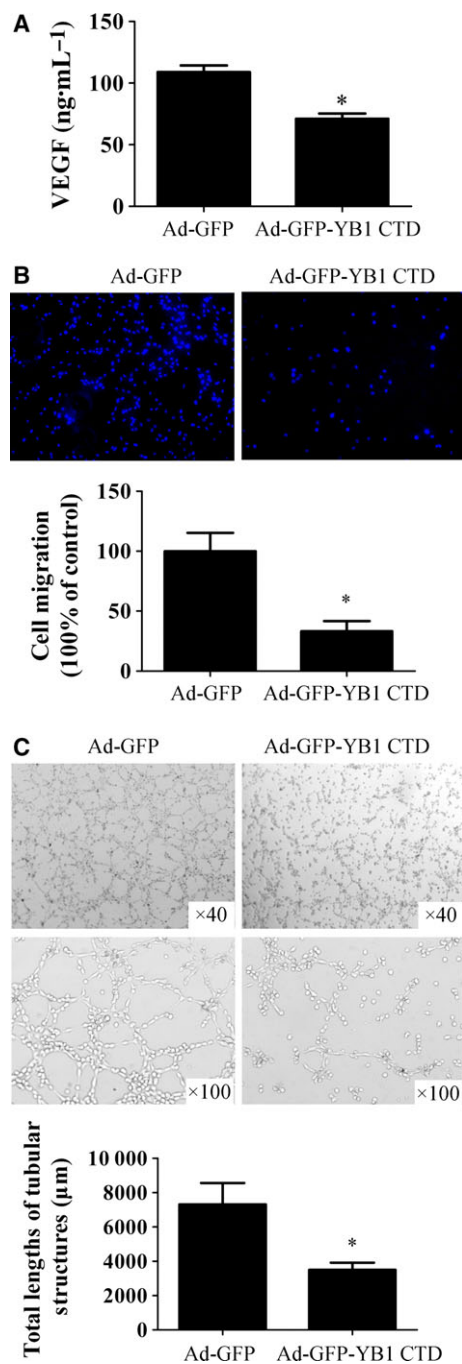 A
VEGF (ng·mL−1)
150
100
50
0
*
Ad-GFP Ad-GFP-YB1 CTD
B
Ad-GFP Ad-GFP-YB1 CTD
Cell migration
(100% of control)
150
100
50
0
*
Ad-GFP Ad-GFP-YB1 CTD
C
Ad-GFP Ad-GFP-YB1 CTD
×40 ×40
×100 ×100
Total lengths of tubular
structures (µm)
10 000
8000
6000
4000
2000
0
*
Ad-GFP Ad-GFP-YB1 CTD